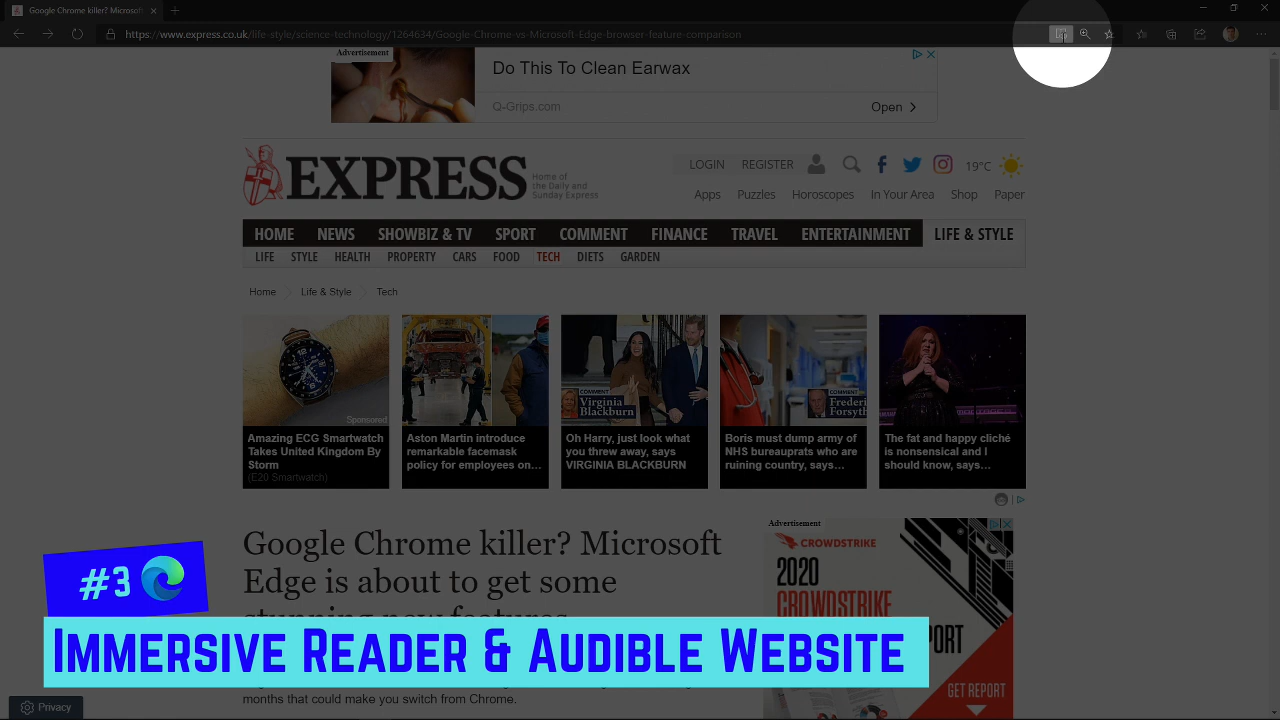 Google Chrome killer? Microsoft
https://www.express.co.uk/life-style/science-technology/1264634/Google-Chrome-vs-Microsoft-Edge-browser-feature-comparison
Advertisement
Do This To Clean Earwax
Q-Grips.com
Open
EXPRESS
Home of
the Daily and
Sunday Express
LOGIN REGISTER
19°C
Apps Puzzles Horoscopes In Your Area Shop Paper
HOME NEWS SHOWBIZ & TV SPORT COMMENT FINANCE TRAVEL ENTERTAINMENT LIFE & STYLE
LIFE STYLE HEALTH PROPERTY CARS FOOD TECH DIETS GARDEN
Home Life & Style Tech
Sponsored
Amazing ECG Smartwatch
Takes United Kingdom By
Storm
(E20 Smartwatch)
Aston Martin introduce
remarkable facemask
policy for employees on…
COMMENT
Virginia
Blackburn
Oh Harry, just look what
you threw away, says
VIRGINIA BLACKBURN
COMMENT
Frederi
Forsyth
Boris must dump army of
NHS bureauprats who are
ruining country, says…
The fat and happy cliché
is nonsensical and I
should know, says…
Google Chrome killer? Microsoft
Edge is about to get some
stunning new features
months that could make you switch from Chrome.
Advertisement
CROWDSTRIKE
2020
CROWDSTRIKE
PORT
GET REPORT
#3
Immersive Reader & Audible Website
Privacy